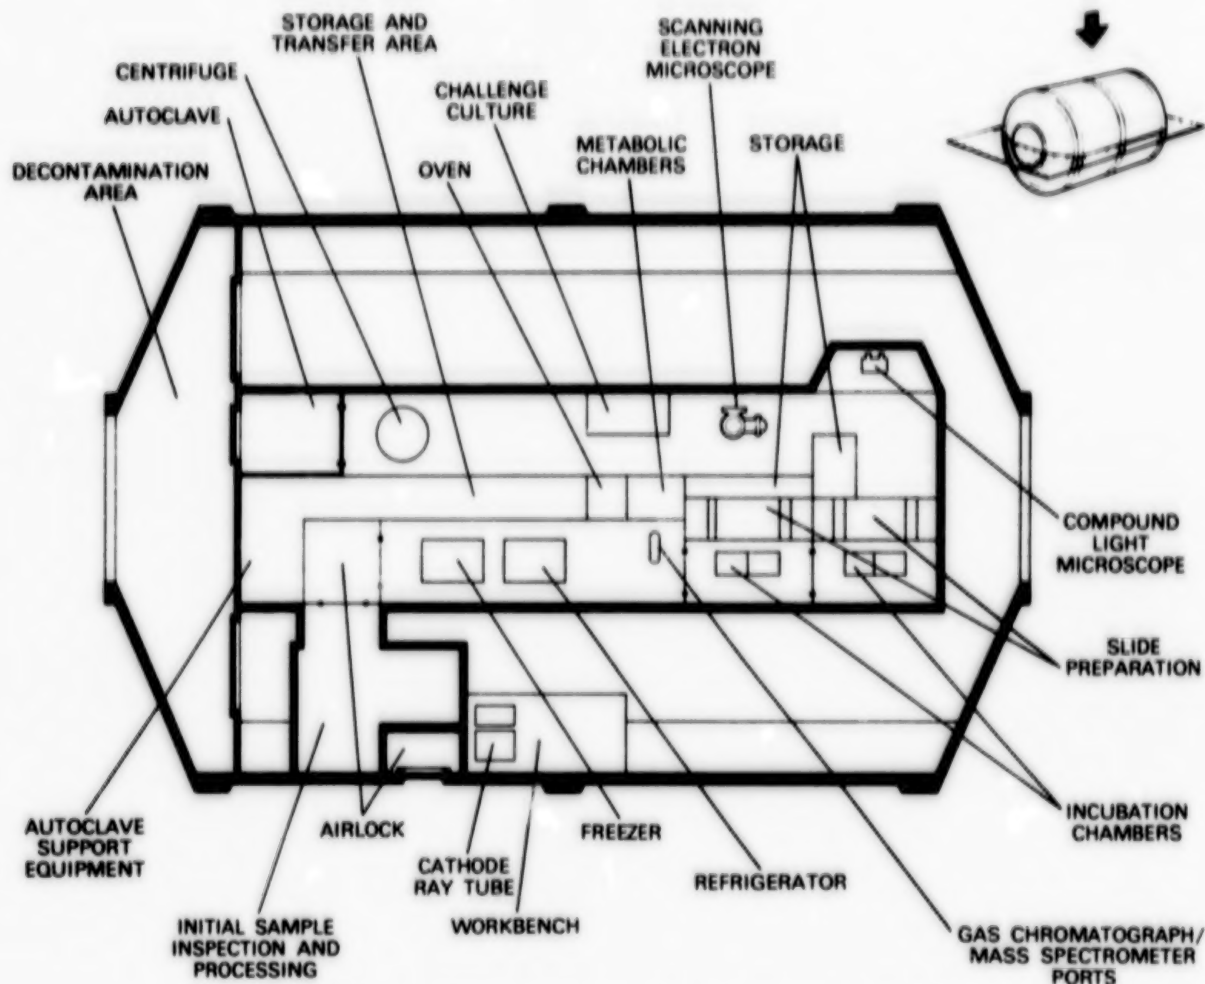 STORAGE AND
TRANSFER AREA
CENTRIFUGE
AUTOCLAVE
DECONTAMINATION
AREA
CHALLENGE
CULTURE
OVEN
SCANNING
ELECTRON
MICROSCOPE
METABOLIC
CHAMBERS
STORAGE
COMPOUND
LIGHT
MICROSCOPE
SLIDE
PREPARATION
INCUBATION
CHAMBERS
AUTOCLAVE
SUPPORT
EQUIPMENT
INITIAL SAMPLE
INSPECTION AND
PROCESSING
AIRLOCK
CATHODE
RAY TUBE
WORKBENCH
FREEZER
REFRIGERATOR
GAS CHROMATOGRAPH/
MASS SPECTROMETER
PORTS